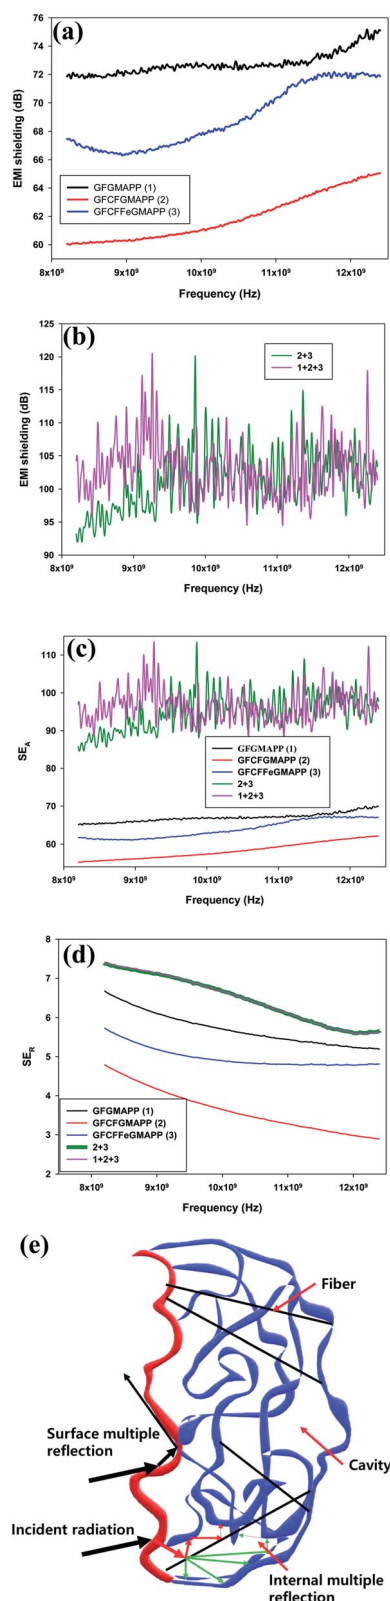 (a)
76
74
72
70
68
66
64
62
60
EMI shielding (dB)
GFGMAPP (1)
GFCFGMAPP (2)
GFCFFeGMAPP (3)
8x10⁹ 9x10⁹ 10x10⁹ 11x10⁹ 12x10⁹
Frequency (Hz)
(b)
125
120
115
110
105
100
95
90
EMI shielding (dB)
2+3
1+2+3
8x10⁹ 9x10⁹ 10x10⁹ 11x10⁹ 12x10⁹
Frequency (Hz)
(c)
110
100
90
80
70
60
SE_A
GFGMAPP (1)
GFCFGMAPP (2)
GFCFFeGMAPP (3)
2+3
1+2+3
8x10⁹ 9x10⁹ 10x10⁹ 11x10⁹ 12x10⁹
Frequency (Hz)
(d)
8
7
6
5
4
3
2
SE_R
GFGMAPP (1)
GFCFGMAPP (2)
GFCFFeGMAPP (3)
2+3
1+2+3
8x10⁹ 9x10⁹ 10x10⁹ 11x10⁹ 12x10⁹
Frequency (Hz)
(e)
Fiber
Surface multiple
reflection
Cavity
Incident radiation
Internal multiple
reflection